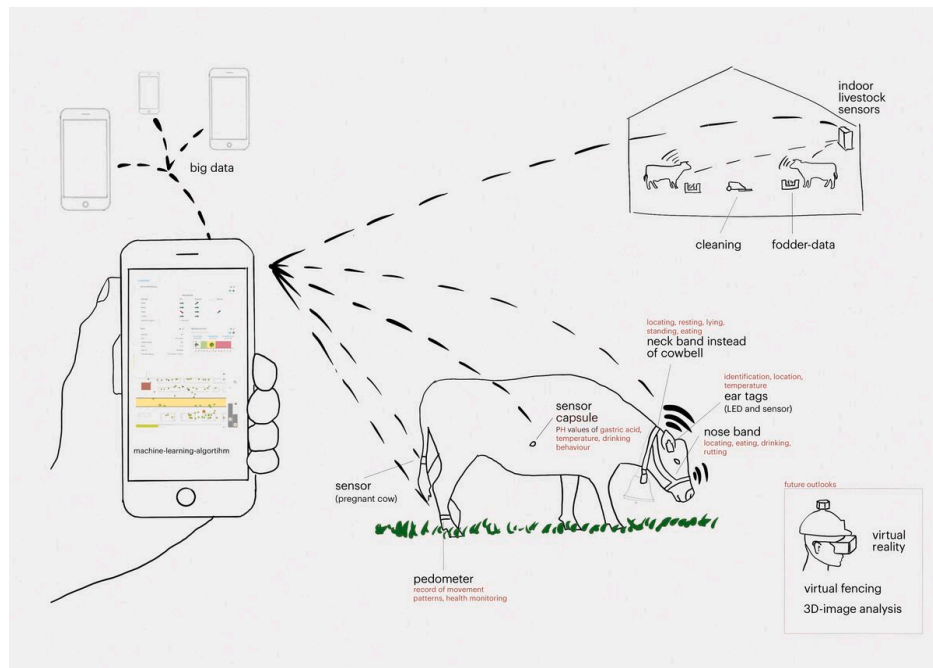 big data
indoor
livestock
sensors
cleaning
fodder-data
locating, resting, lying,
standing, eating
neck band instead
of cowbell
identification, location,
temperature
ear tags
(LED and sensor)
sensor
capsule
PH values of gastric acid,
temperature, drinking
behaviour
nose band
locating, eating, drinking,
rutting
machine-learning-algortihm
sensor
(pregnant cow)
pedometer
record of movement
patterns, health monitoring
future outlooks
virtual
reality
virtual fencing
3D-image analysis